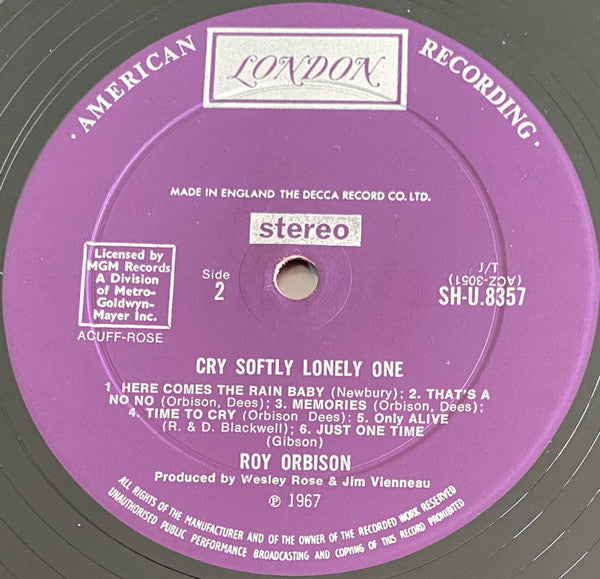 · AMERICAN RECORDING ·
LONDON
MADE IN ENGLAND THE DECCA RECORD CO. LTD.
stereo
Licensed by
MGM Records
A Division
of Metro-
Goldwyn-
Mayer Inc.
ACUFF-ROSE
Side
2
T/J
(ACZ-3051)
SH-U.8357
CRY SOFTLY LONELY ONE
1 HERE COMES THE RAIN BABY (Newbury); 2. THAT'S A
NO NO (Orbison, Dees); 3. MEMORIES (Orbison, Dees);
4. TIME TO CRY (Orbison Dees); 5. Only ALIVE
(R. & D. Blackwell); 6. JUST ONE TIME
(Gibson)
ROY ORBISON
Produced by Wesley Rose & Jim Vienneau
℗ 1967
ALL RIGHTS OF THE MANUFACTURER AND OF THE OWNER OF THE RECORDED WORK RESERVED
UNAUTHORISED PUBLIC PERFORMANCE BROADCASTING AND COPYING OF THIS RECORD PROHIBITED